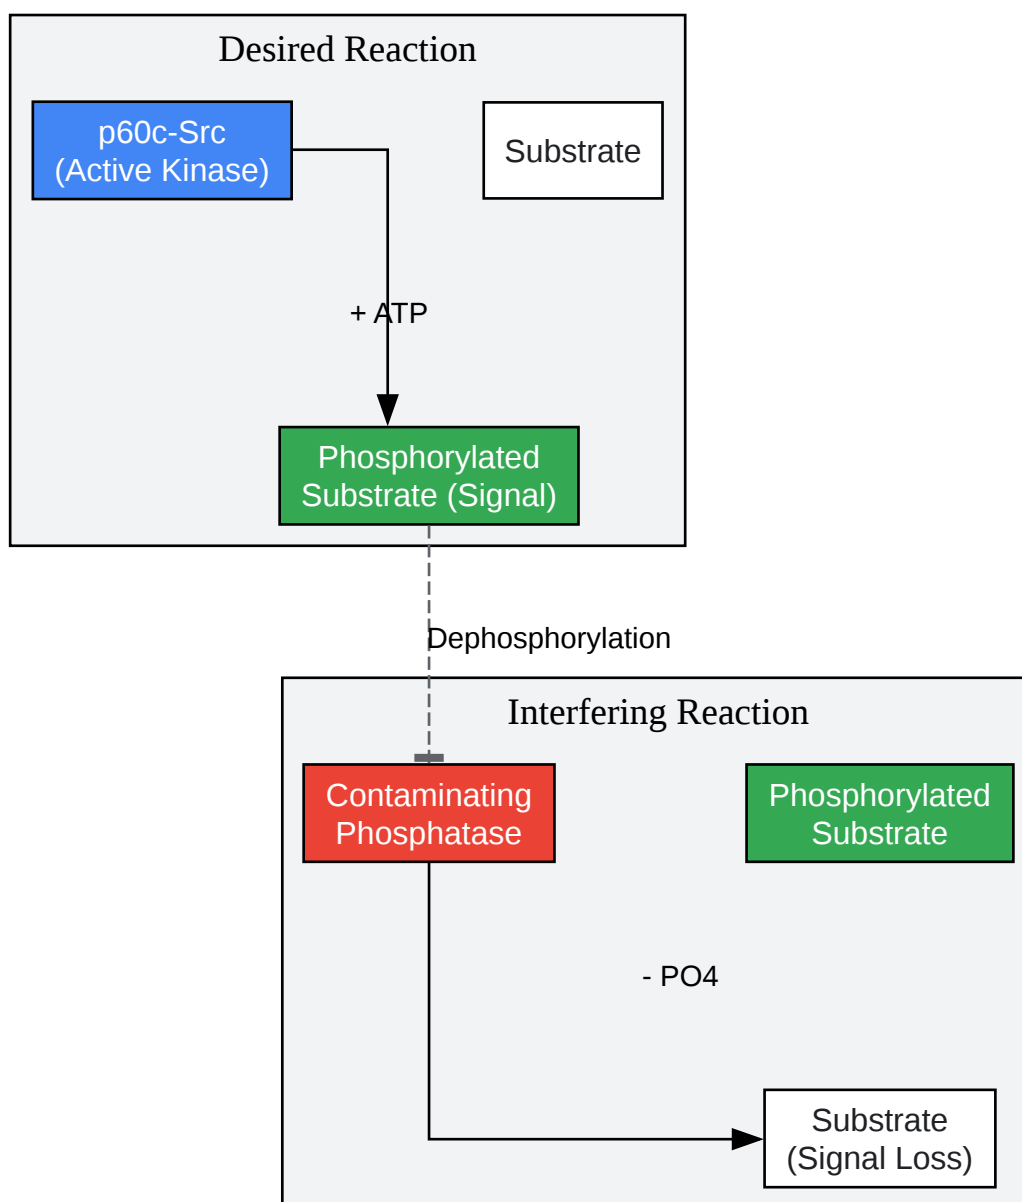 Desired Reaction
p60c-Src
(Active Kinase)
Substrate
+ ATP
Phosphorylated
Substrate (Signal)
Dephosphorylation
Interfering Reaction
Contaminating
Phosphatase
Phosphorylated
Substrate
- PO4
Substrate
(Signal Loss)